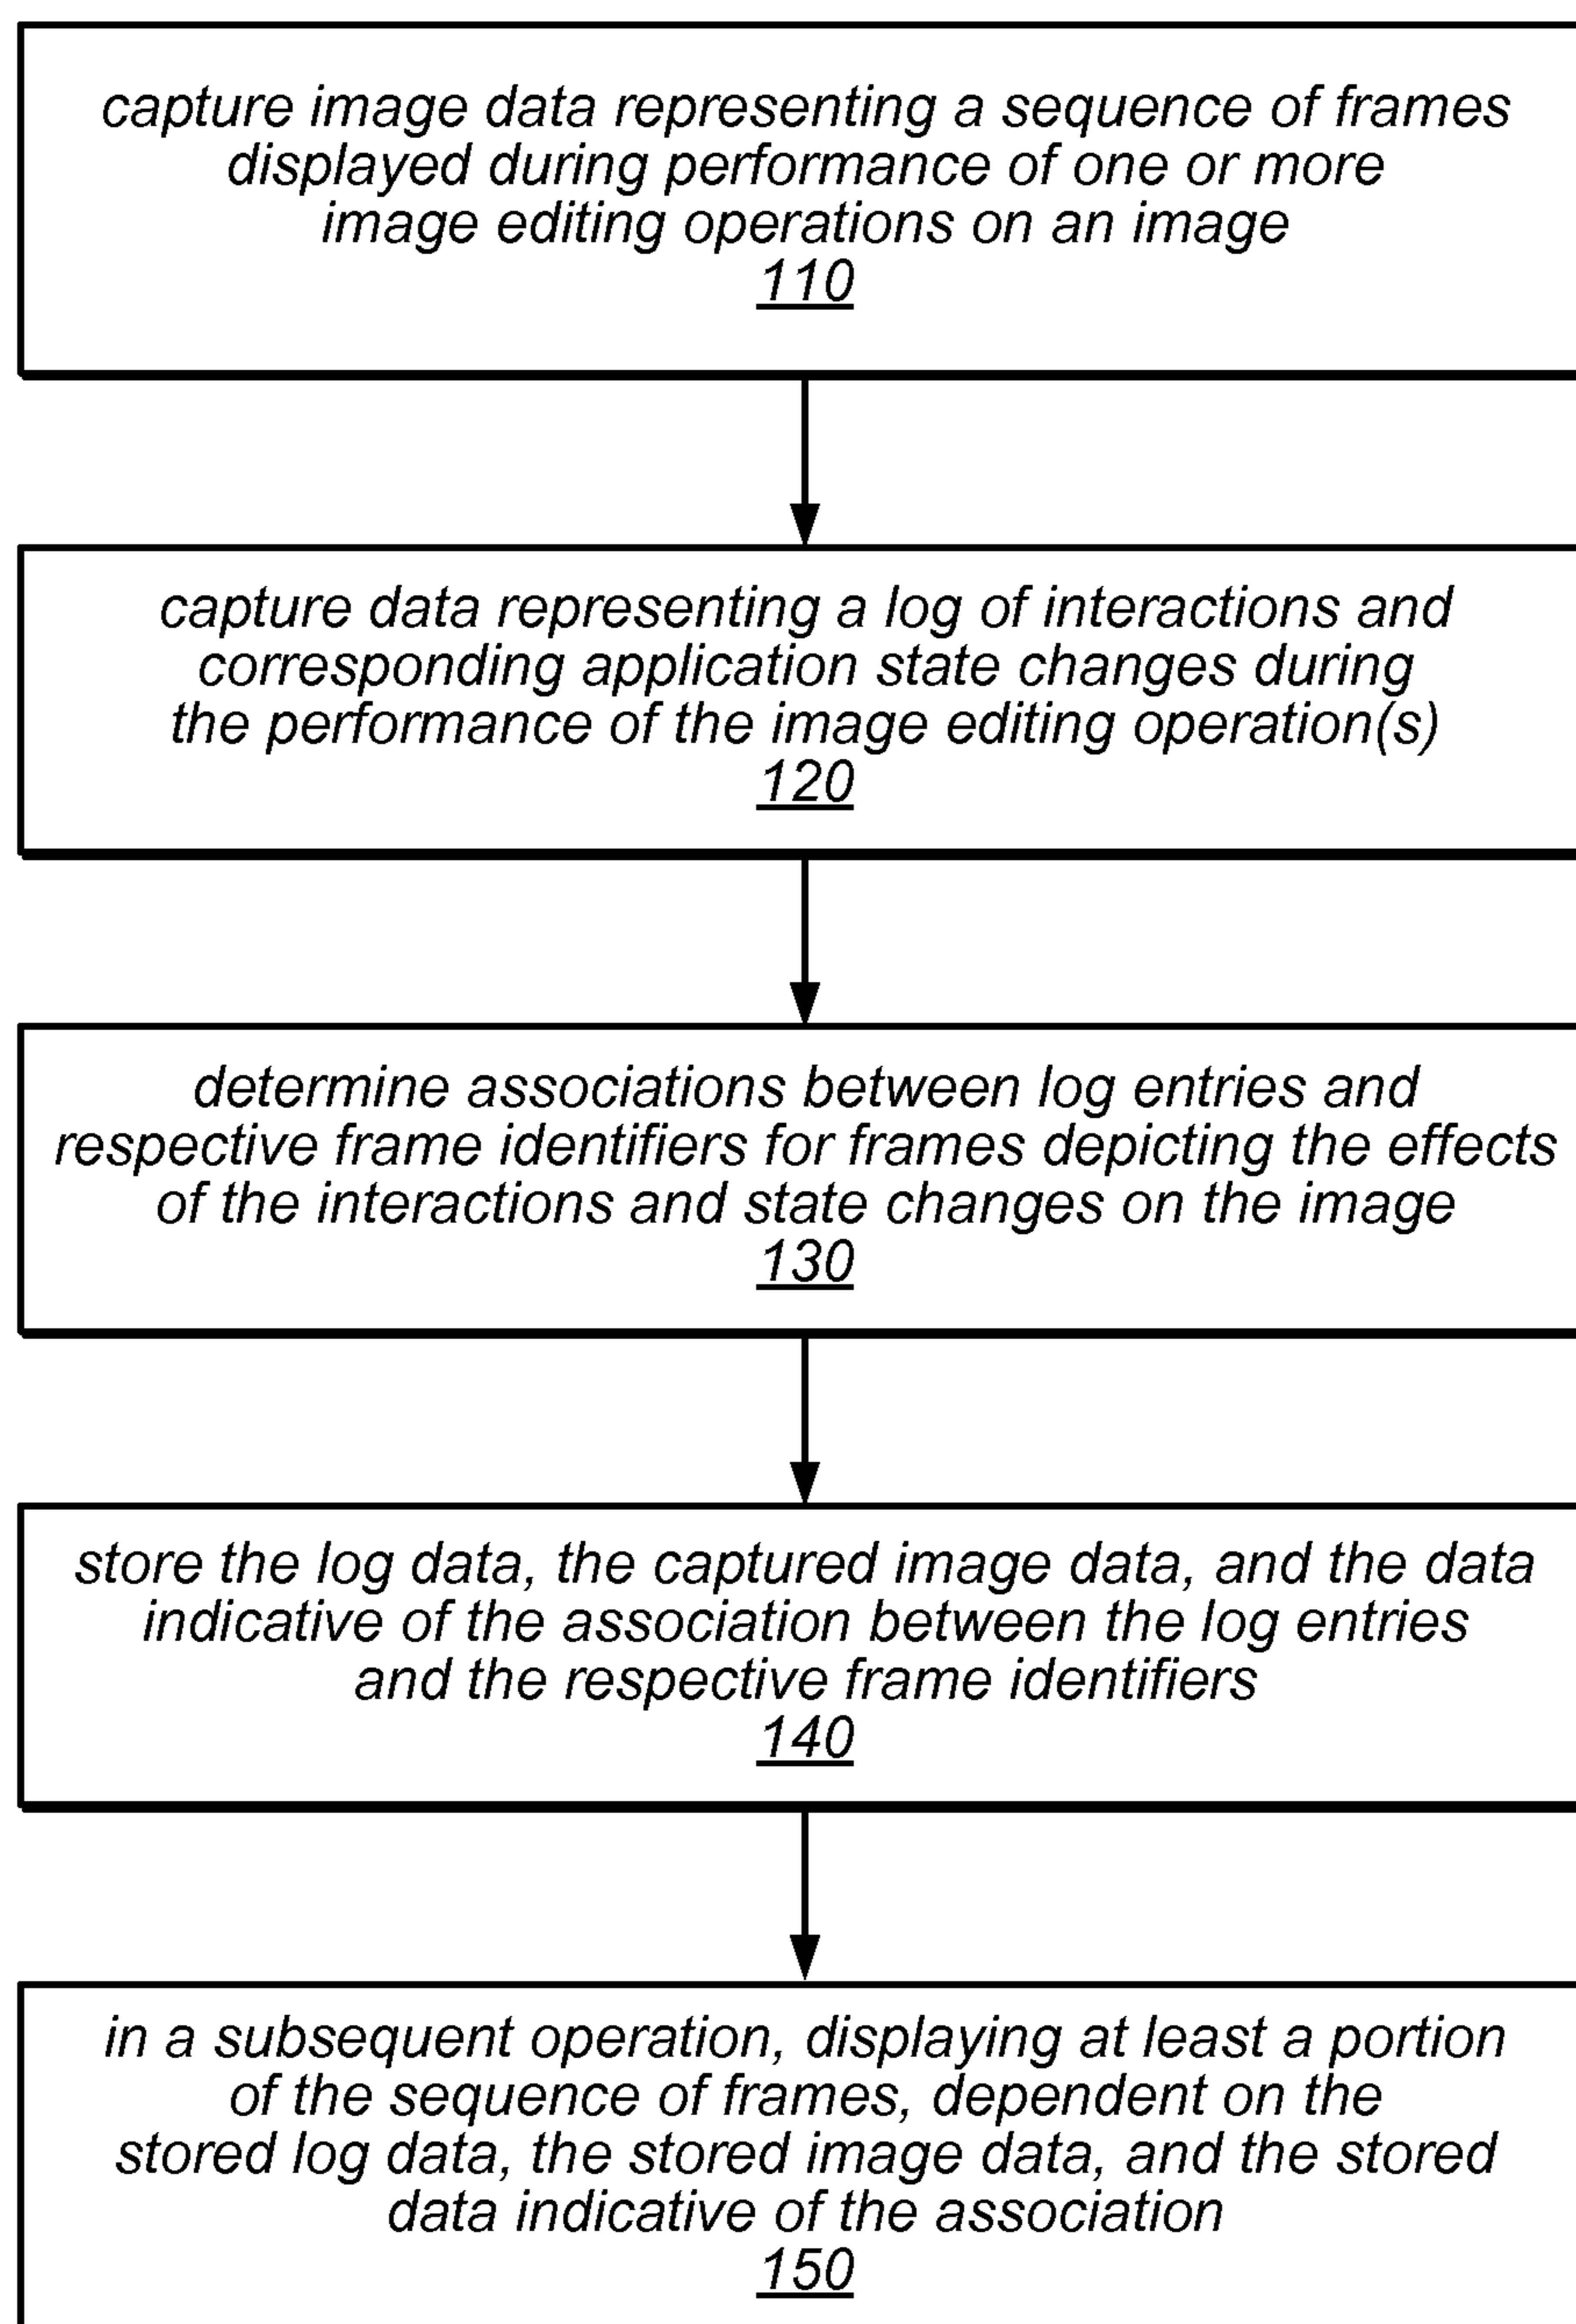 capture image data representing a sequence of frames
displayed during performance of one or more
image editing operations on an image
110
capture data representing a log of interactions and
corresponding application state changes during
the performance of the image editing operation(s)
120
determine associations between log entries and
respective frame identifiers for frames depicting the effects
of the interactions and state changes on the image
130
store the log data, the captured image data, and the data
indicative of the association between the log entries
and the respective frame identifiers
140
in a subsequent operation, displaying at least a portion
of the sequence of frames, dependent on the
stored log data, the stored image data, and the stored
data indicative of the association
150